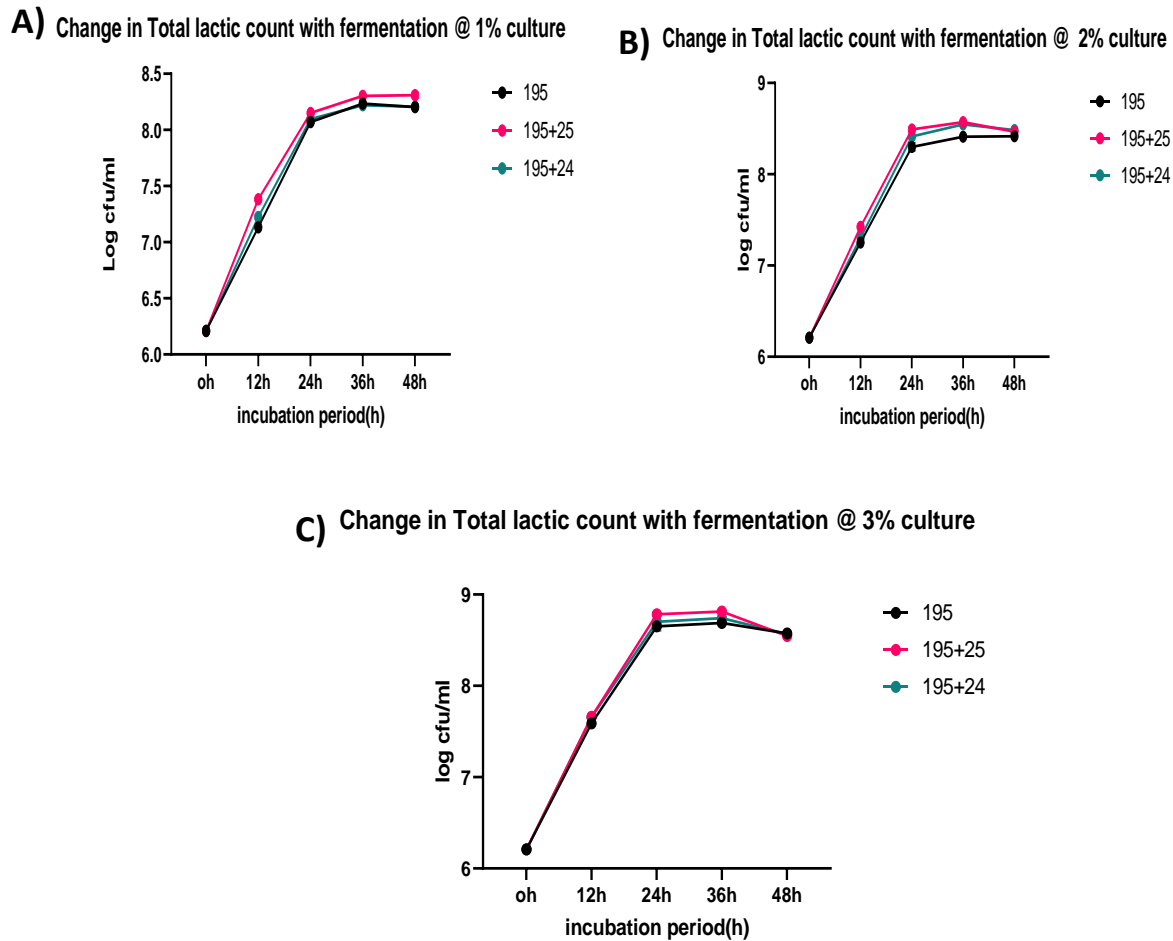 A) Change in Total lactic count with fermentation @ 1% culture
8.5
8.0
7.5
7.0
6.5
6.0
Log cfu/ml
oh 12h 24h 36h 48h
incubation period(h)
195
195+25
195+24
B) Change in Total lactic count with fermentation @ 2% culture
9
8
7
6
log cfu/ml
oh 12h 24h 36h 48h
incubation period(h)
195
195+25
195+24
C) Change in Total lactic count with fermentation @ 3% culture
9
8
7
6
log cfu/ml
oh 12h 24h 36h 48h
incubation period(h)
195
195+25
195+24